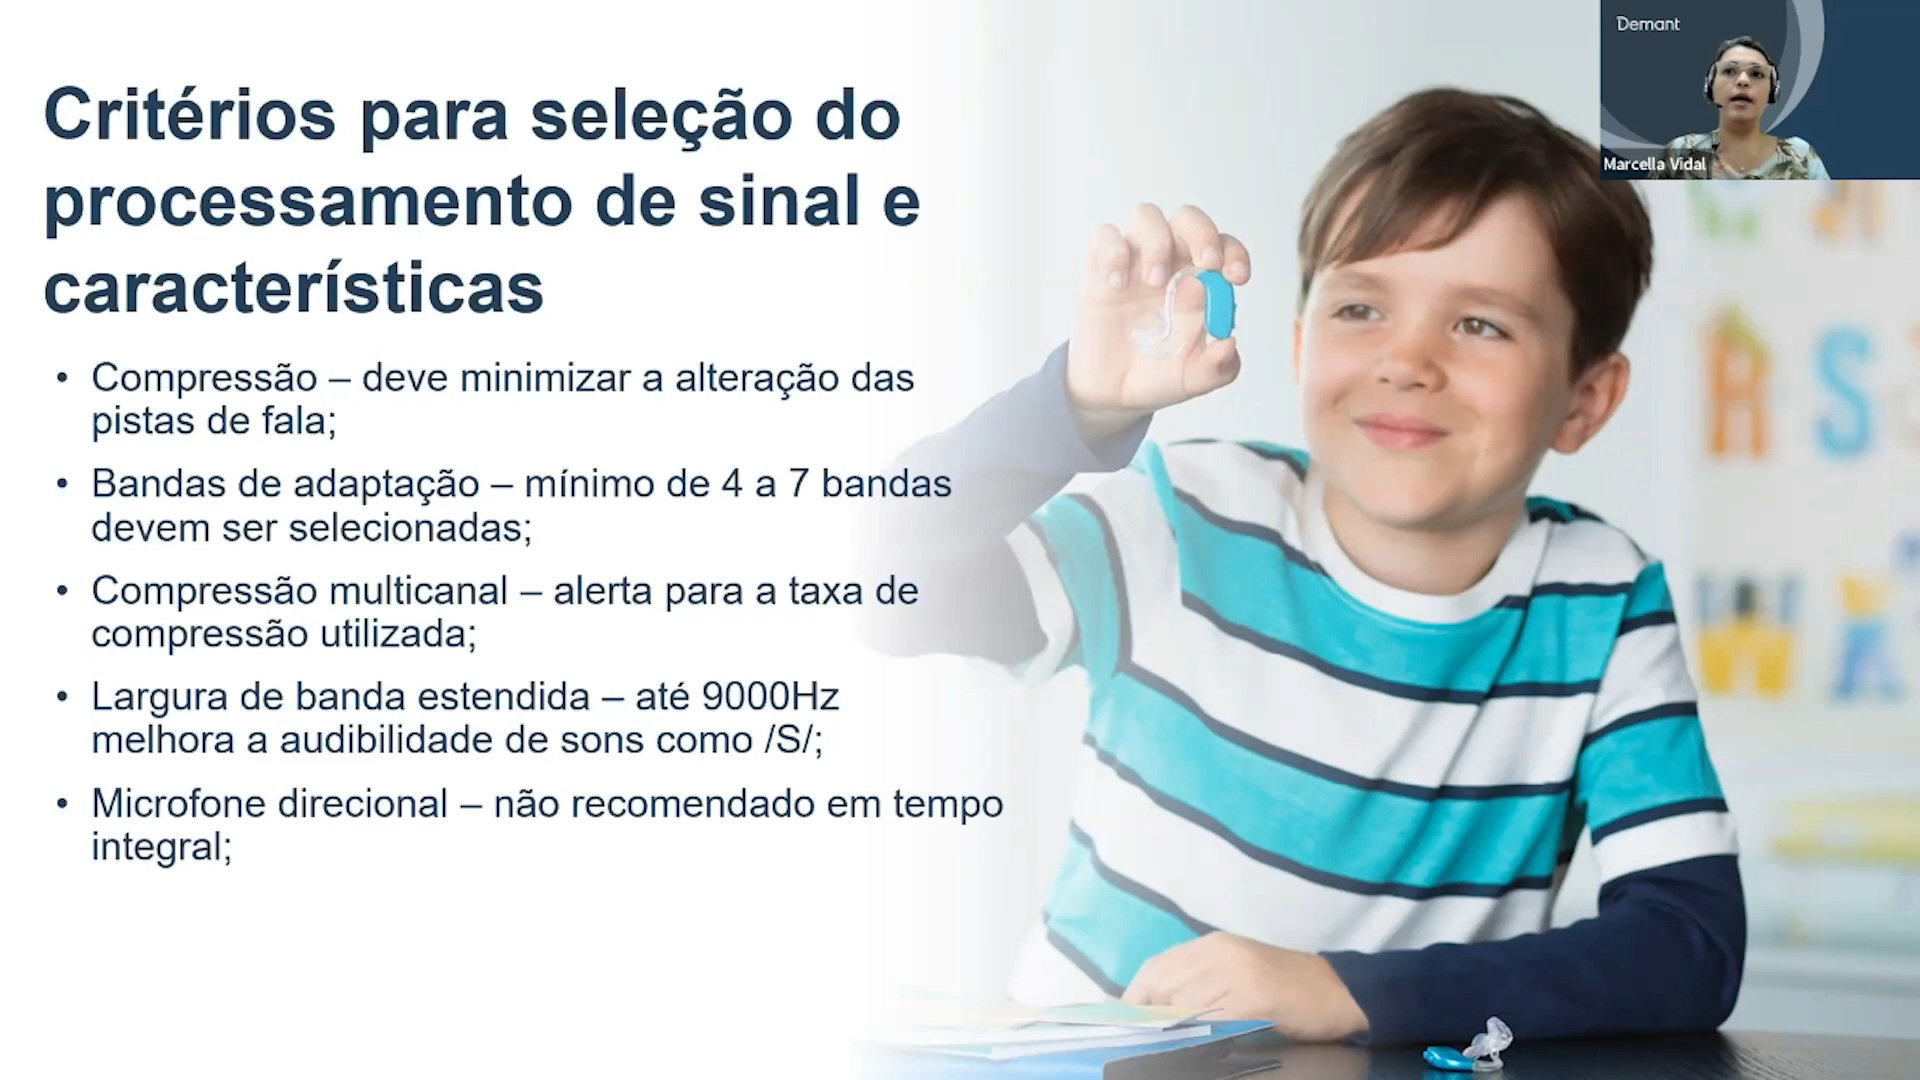 Critérios para seleção do
processamento de sinal e
características
• Compressão – deve minimizar a alteração das
pistas de fala;
• Bandas de adaptação – mínimo de 4 a 7 bandas
devem ser selecionadas;
• Compressão multicanal – alerta para a taxa de
compressão utilizada;
• Largura de banda estendida – até 9000Hz
melhora a audibilidade de sons como /S/;
• Microfone direcional – não recomendado em tempo
integral;
Demant
Marcella Vidal
R S
W X